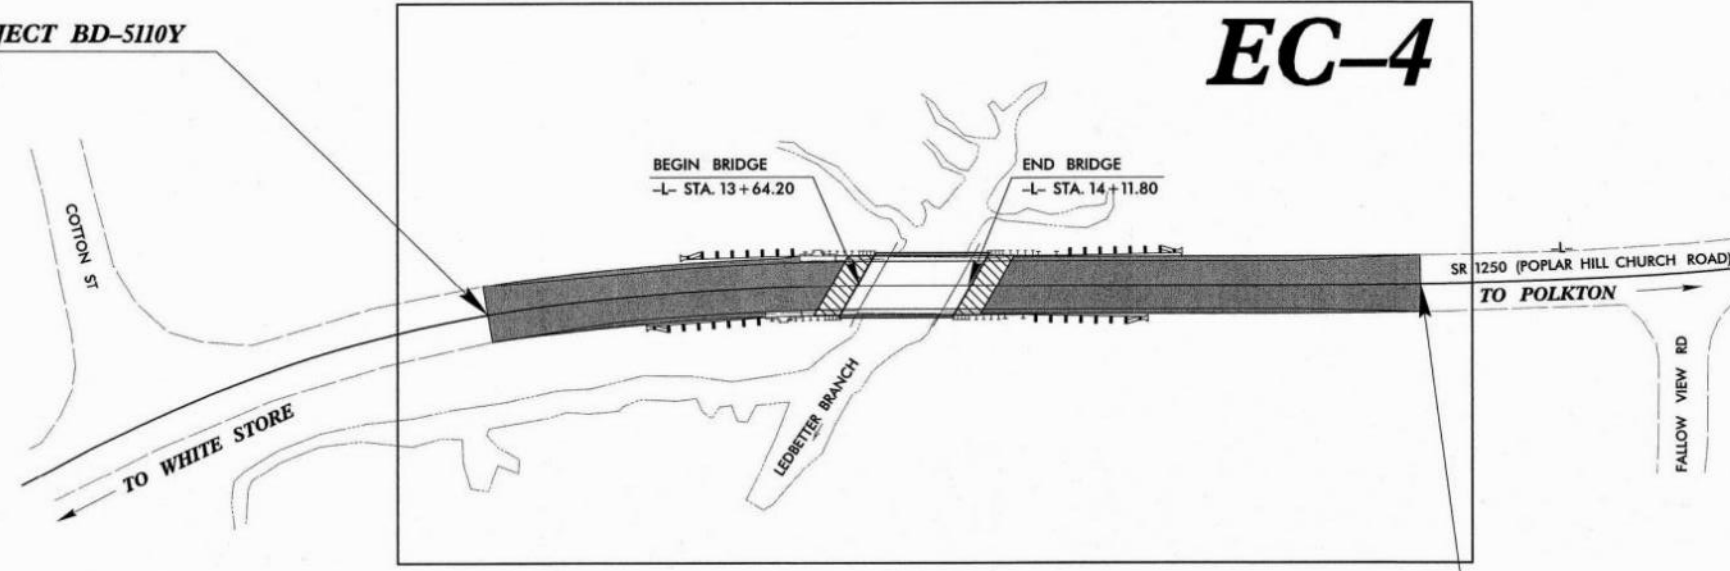 JECT BD-5110Y
EC-4
BEGIN BRIDGE
-L- STA. 13+64.20
END BRIDGE
-L- STA. 14+11.80
COTTON ST
-L-
SR 1250 (POPLAR HILL CHURCH ROAD)
TO POLKTON
LEDBETTER BRANCH
FALLOW VIEW RD
TO WHITE STORE